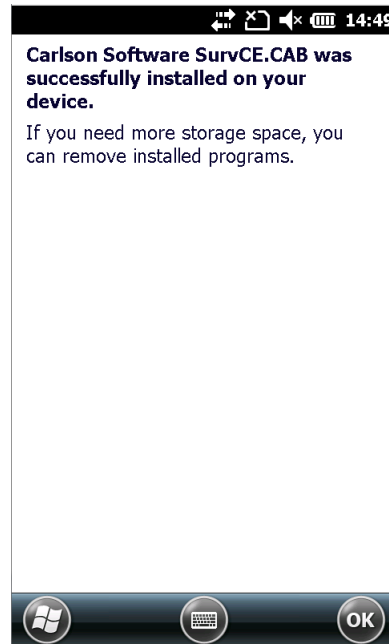 14:49
Carlson Software SurvCE.CAB was
successfully installed on your
device.
If you need more storage space, you
can remove installed programs.
OK